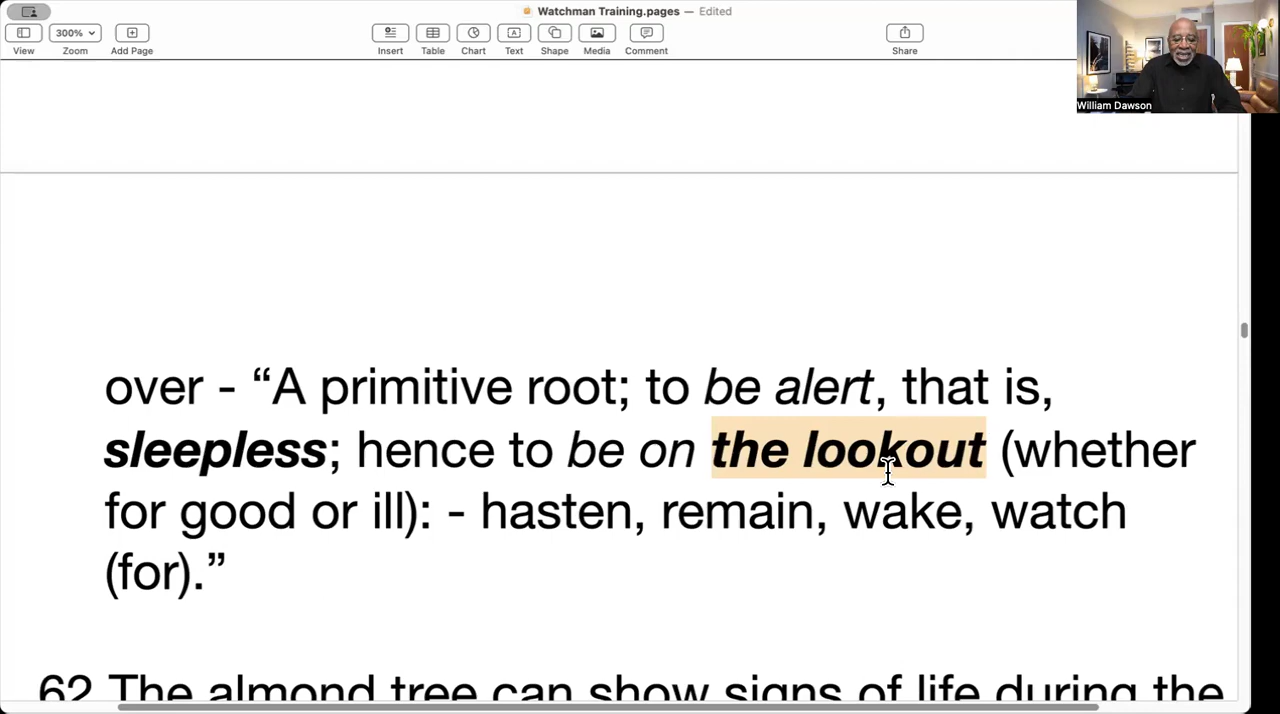 Watchman Training.pages — Edited
300%
View Zoom Add Page Insert Table Chart Text Shape Media Comment Share
William Dawson
over - “A primitive root; to be alert, that is,
sleepless; hence to be on the lookout (whether
for good or ill): - hasten, remain, wake, watch
(for).”
62 The almond tree can show signs of life during the